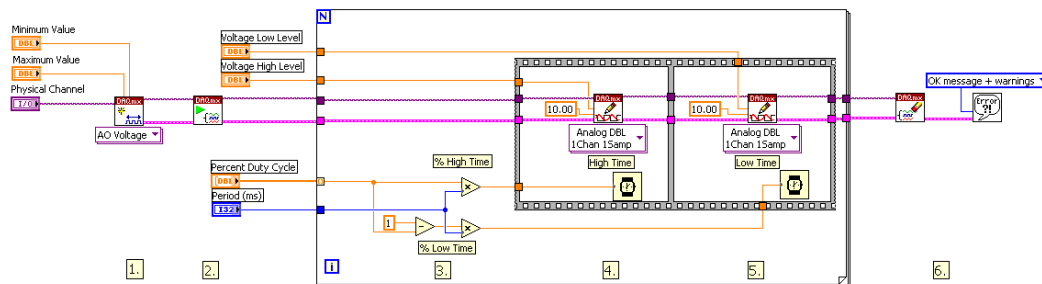 Minimum Value
DBL
Maximum Value
DBL
Physical Channel
I/O
DAQmx
AO Voltage
DAQmx
N
Voltage Low Level
DBL
Voltage High Level
DBL
10.00
DAQmx
Analog DBL
1Chan 1Samp
High Time
10.00
DAQmx
Analog DBL
1Chan 1Samp
Low Time
DAQmx
OK message + warnings
Error
?!
Percent Duty Cycle
DBL
Period (ms)
I32
% High Time
x
1
-
x
% Low Time
i
1.
2.
3.
4.
5.
6.